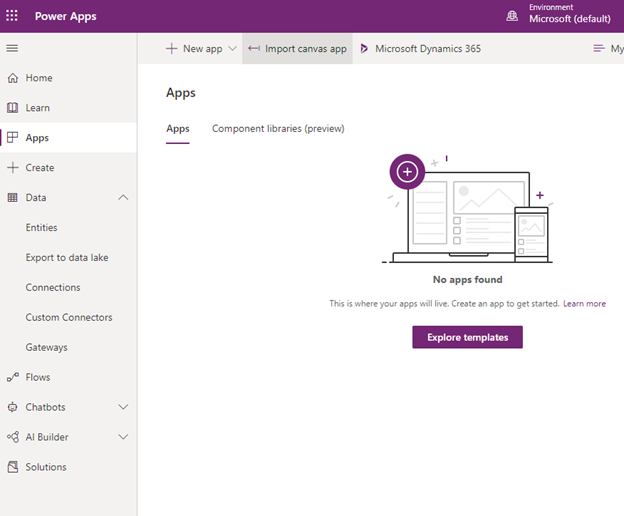 Power Apps
Environment
Microsoft (default)
New app
Import canvas app
Microsoft Dynamics 365
My
Home
Learn
Apps
Create
Data
Entities
Export to data lake
Connections
Custom Connectors
Gateways
Flows
Chatbots
AI Builder
Solutions
Apps
Apps
Component libraries (preview)
No apps found
This is where your apps will live. Create an app to get started. Learn more
Explore templates